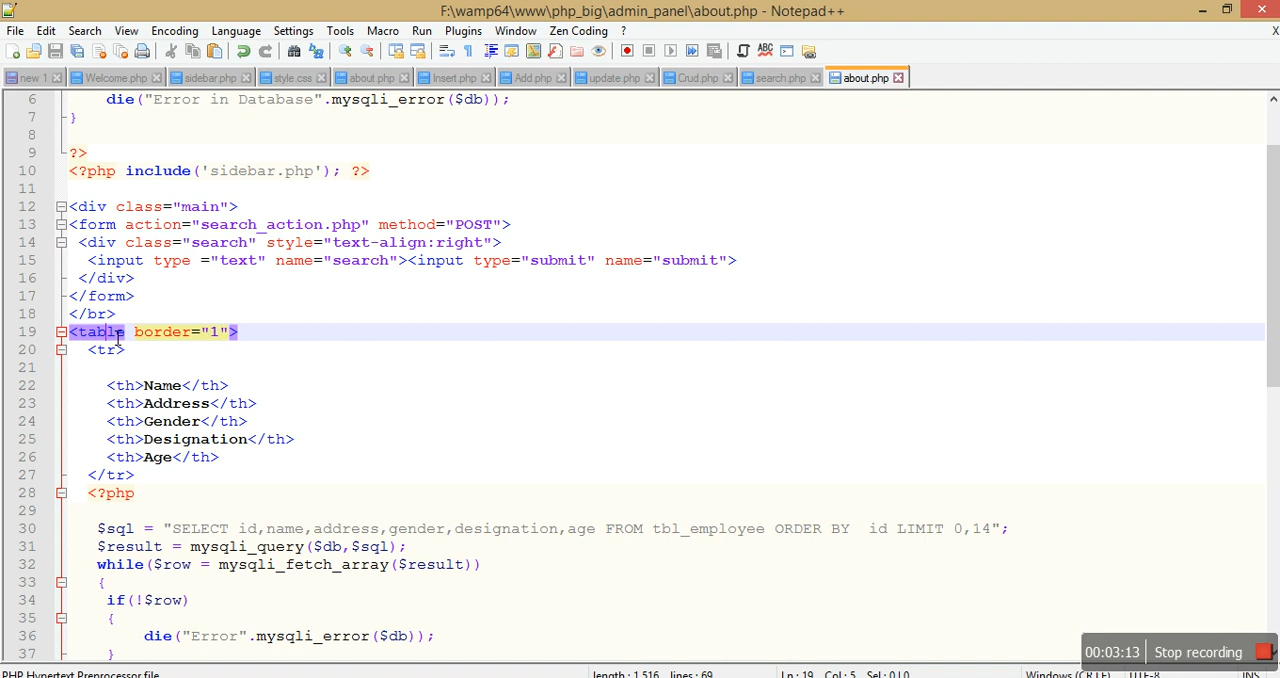 F:\wamp64\www\php_big\admin_panel\about.php - Notepad++
File Edit Search View Encoding Language Settings Tools Macro Run Plugins Window Zen Coding ? X
new 1 Welcome.php sidebar.php style.css about.php Insert.php Add.php update.php Crud.php search.php about.php
6 die("Error in Database".mysqli_error($db));
7 }
8
9 ?>
10 <?php include('sidebar.php'); ?>
11
12 <div class="main">
13 <form action="search_action.php" method="POST">
14 <div class="search" style="text-align:right">
15 <input type ="text" name="search"><input type="submit" name="submit">
16 </div>
17 </form>
18 </br>
19 <table border="1">
20 <tr>
21
22 <th>Name</th>
23 <th>Address</th>
24 <th>Gender</th>
25 <th>Designation</th>
26 <th>Age</th>
27 </tr>
28 <?php
29
30 $sql = "SELECT id,name,address,gender,designation,age FROM tbl_employee ORDER BY  id LIMIT 0,14";
31 $result = mysqli_query($db,$sql);
32 while($row = mysqli_fetch_array($result))
33 {
34 if(!$row)
35 {
36 die("Error".mysqli_error($db));
37 }
00:03:13 Stop recording
PHP Hypertext Preprocessor file length : 1,516 lines : 69 Ln : 19 Col : 5 Sel : 0 | 0 Windows (CR LF) UTF-8 INS